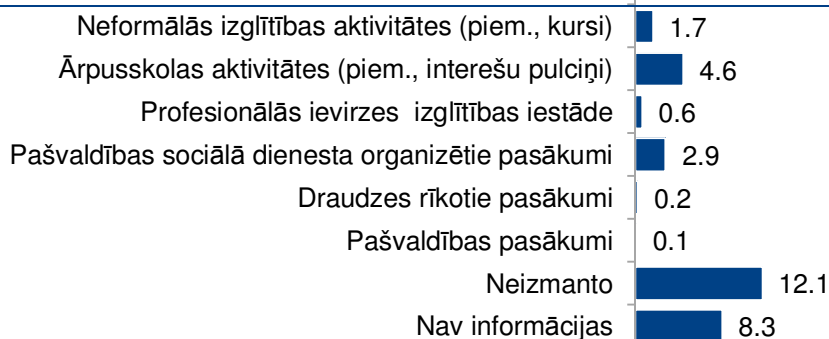 Neformālās izglītības aktivitātes (piem., kursi) 1.7
Ārpusskolas aktivitātes (piem., interešu pulciņi) 4.6
Profesionālās ievirzes izglītības iestāde 0.6
Pašvaldības sociālā dienesta organizētie pasākumi 2.9
Draudzes rīkotie pasākumi 0.2
Pašvaldības pasākumi 0.1
Neizmanto 12.1
Nav informācijas 8.3